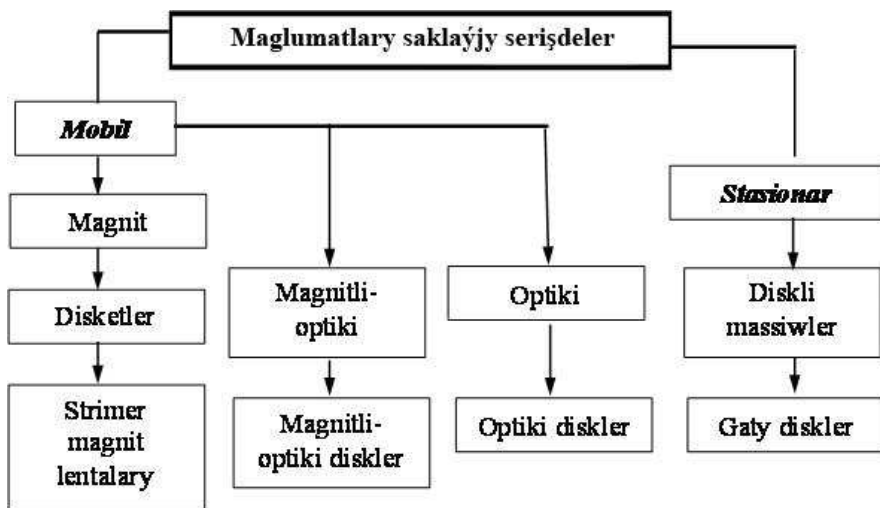 Maglumatlary saklaýjy serişdeler
Mobil
Stasionar
Magnit
Magnitli-
optiki
Optiki
Diskli
massiwler
Disketler
Strimer
magnit
lentalary
Magnitli-
optiki diskler
Optiki diskler
Gaty diskler